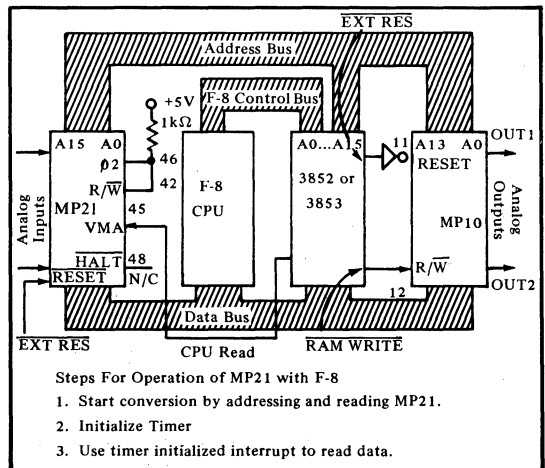 EXT RES
Address Bus
+5V
F-8 Control Bus
1kΩ
OUT1
A15 A0
A0...A15
11
A13 A0
ϕ2
46
RESET
R/W
42
F-8
3852 or
Analog Inputs
MP21
45
CPU
3853
MP10
Analog Outputs
VMA
HALT
48
R/W
RESET
N/C
OUT2
12
Data Bus
EXT RES
RAM WRITE
CPU Read
Steps For Operation of MP21 with F-8
1. Start conversion by addressing and reading MP21.
2. Initialize Timer
3. Use timer initialized interrupt to read data.